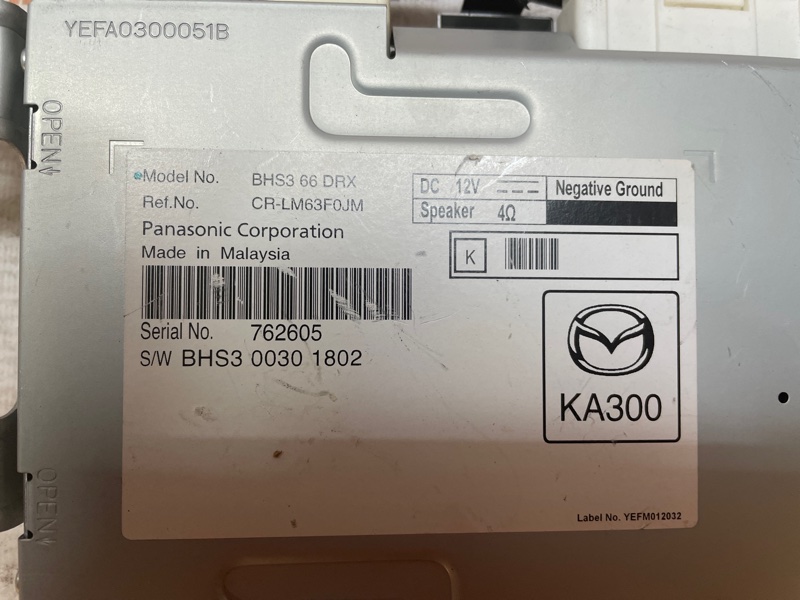 YEFA0300051B
OPEN
Model No. BHS3 66 DRX
Ref.No. CR-LM63F0JM
Panasonic Corporation
Made in Malaysia
DC 12V Negative Ground
Speaker 4Ω
K
Serial No. 762605
S/W BHS3 0030 1802
KA300
OPEN
Label No. YEFM012032